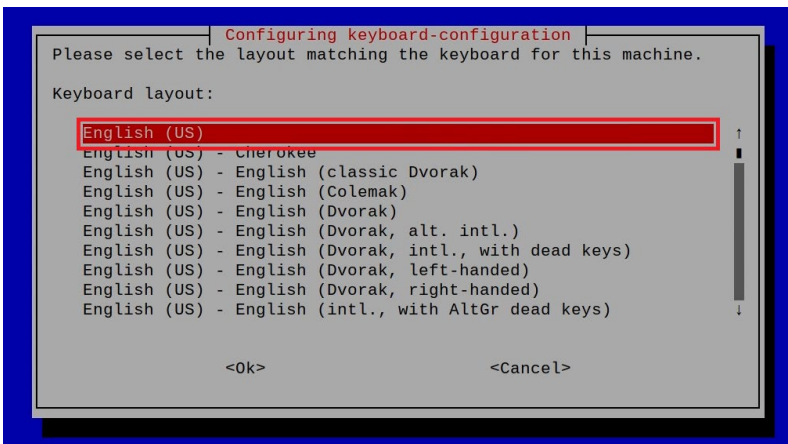 Configuring keyboard-configuration
Please select the layout matching the keyboard for this machine.
Keyboard layout:
English (US)
English (US) - Cherokee
English (US) - English (classic Dvorak)
English (US) - English (Colemak)
English (US) - English (Dvorak)
English (US) - English (Dvorak, alt. intl.)
English (US) - English (Dvorak, intl., with dead keys)
English (US) - English (Dvorak, left-handed)
English (US) - English (Dvorak, right-handed)
English (US) - English (intl., with AltGr dead keys)
<Ok> <Cancel>